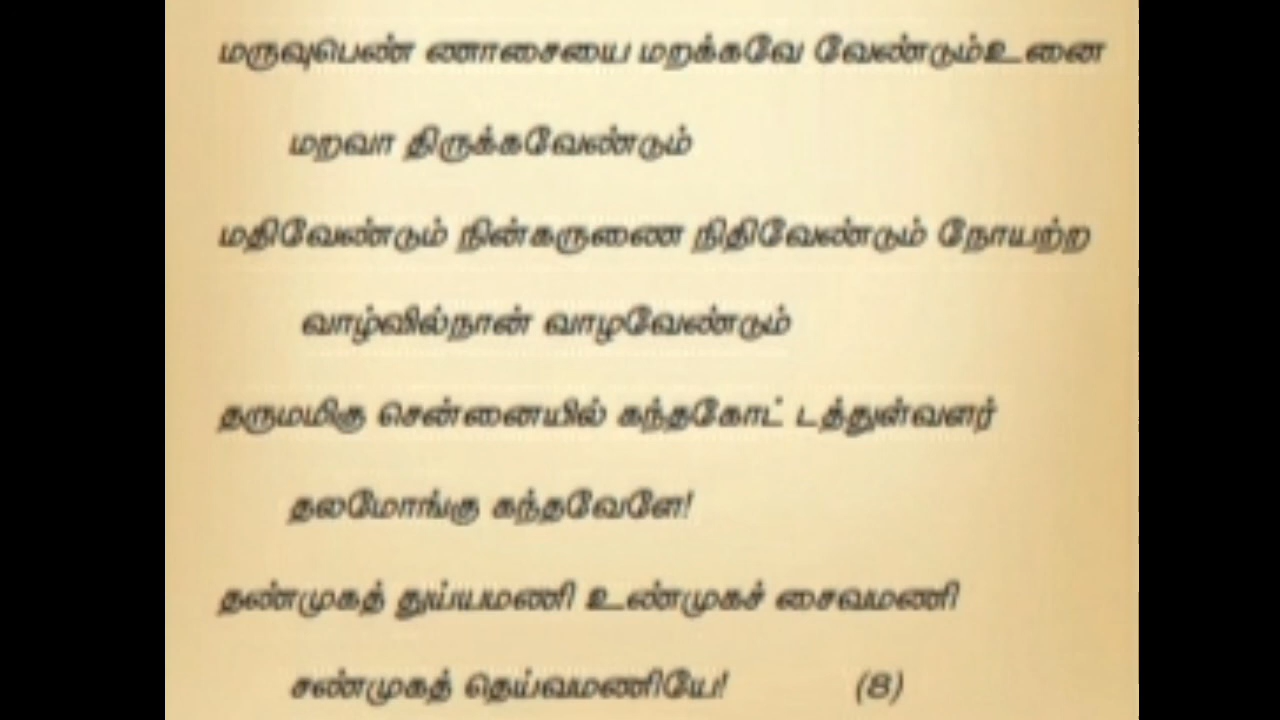 மருவுபெண் ணாசையை மறக்கவே வேண்டும்உனை
மறவா திருக்கவேண்டும்
மதிவேண்டும் நின்கருணை நிதிவேண்டும் நோயற்ற
வாழ்வில்நான் வாழவேண்டும்
தருமமிகு சென்னையில் கந்தகோட் டத்துள்வளர்
தலமோங்கு கந்தவேளே!
தண்முகத் துய்யமணி உண்முகச் சைவமணி
சண்முகத் தெய்வமணியே! (8)